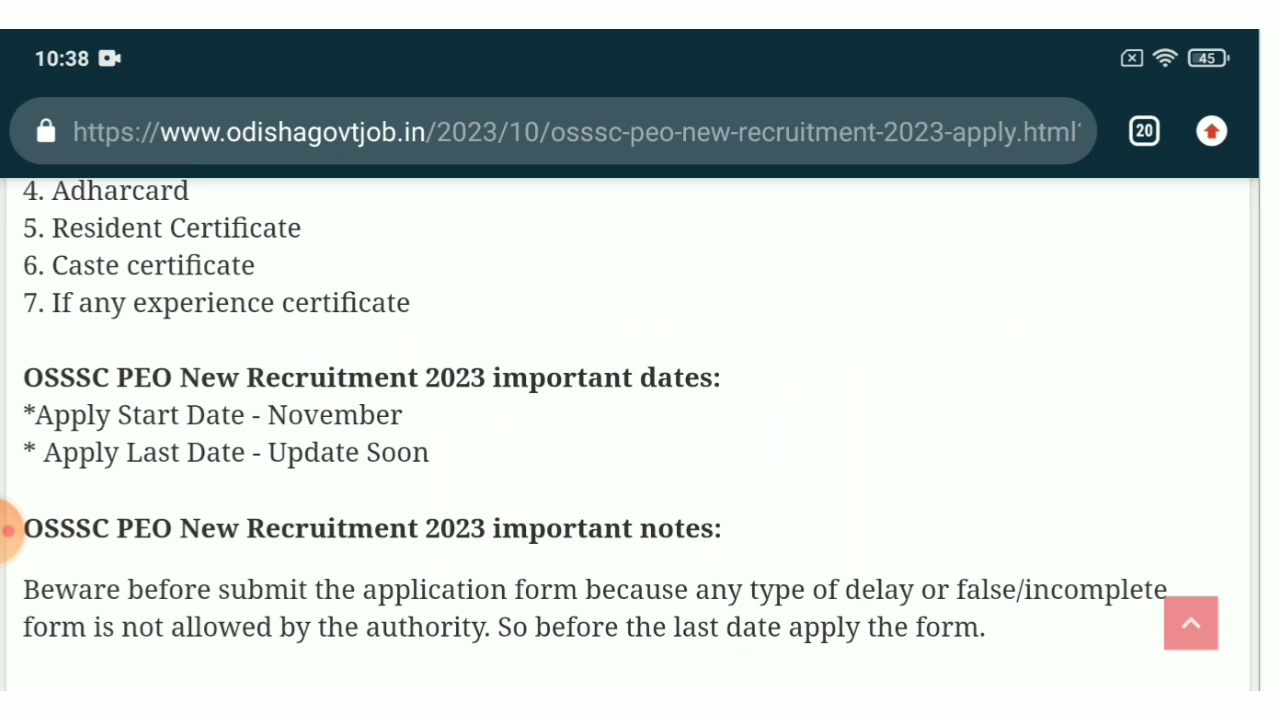 10:38
45
https://www.odishagovtjob.in/2023/10/osssc-peo-new-recruitment-2023-apply.html
20
4. Adharcard
5. Resident Certificate
6. Caste certificate
7. If any experience certificate
OSSSC PEO New Recruitment 2023 important dates:
*Apply Start Date - November
* Apply Last Date - Update Soon
OSSSC PEO New Recruitment 2023 important notes:
Beware before submit the application form because any type of delay or false/incomplete
form is not allowed by the authority. So before the last date apply the form.